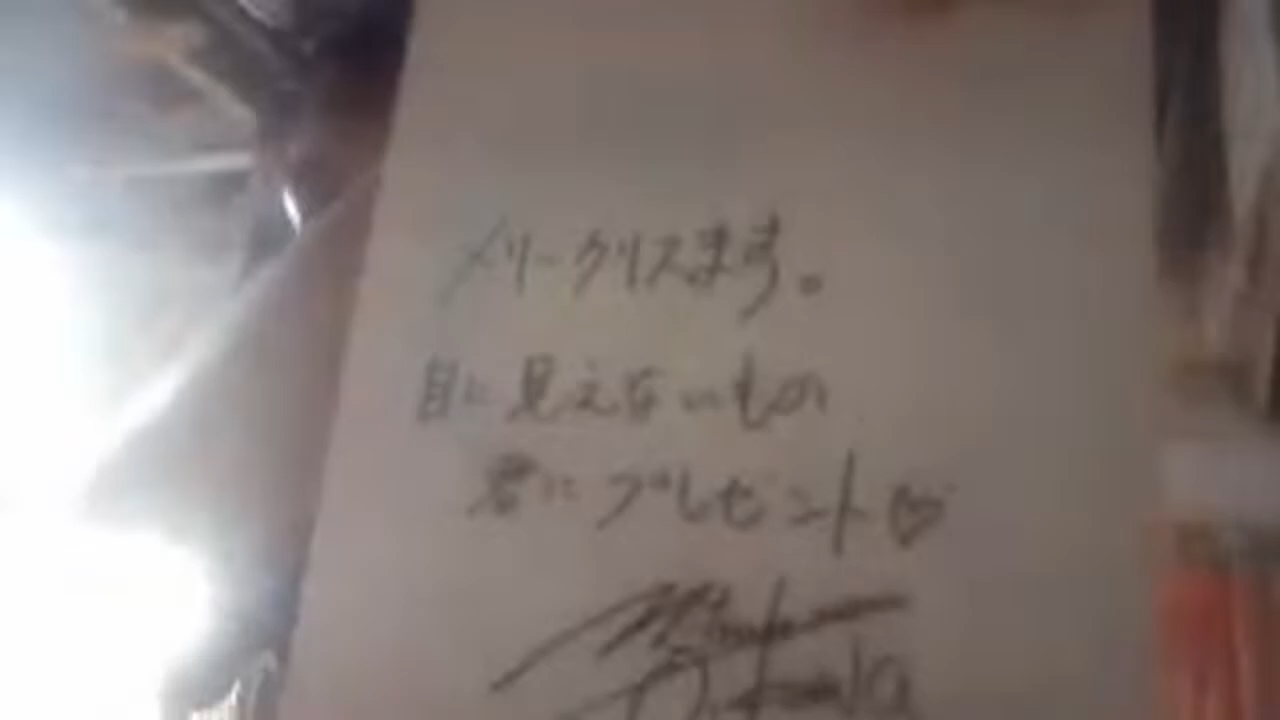 メリークリスます。
目に見えないもの
君にプレゼント♡